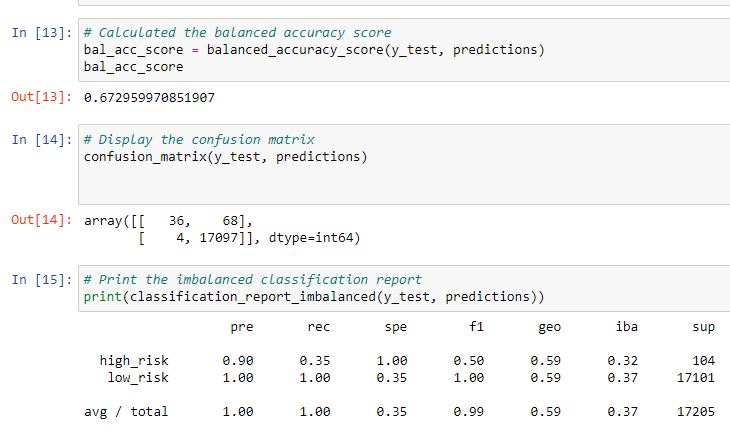 In [13]: # Calculated the balanced accuracy score
bal_acc_score = balanced_accuracy_score(y_test, predictions)
bal_acc_score
Out[13]: 0.672959970851907
In [14]: # Display the confusion matrix
confusion_matrix(y_test, predictions)
Out[14]: array([[   36,    68],
       [    4, 17097]], dtype=int64)
In [15]: # Print the imbalanced classification report
print(classification_report_imbalanced(y_test, predictions))
pre rec spe f1 geo iba sup
high_risk 0.90 0.35 1.00 0.50 0.59 0.32 104
low_risk 1.00 1.00 0.35 1.00 0.59 0.37 17101
avg / total 1.00 1.00 0.35 0.99 0.59 0.37 17205